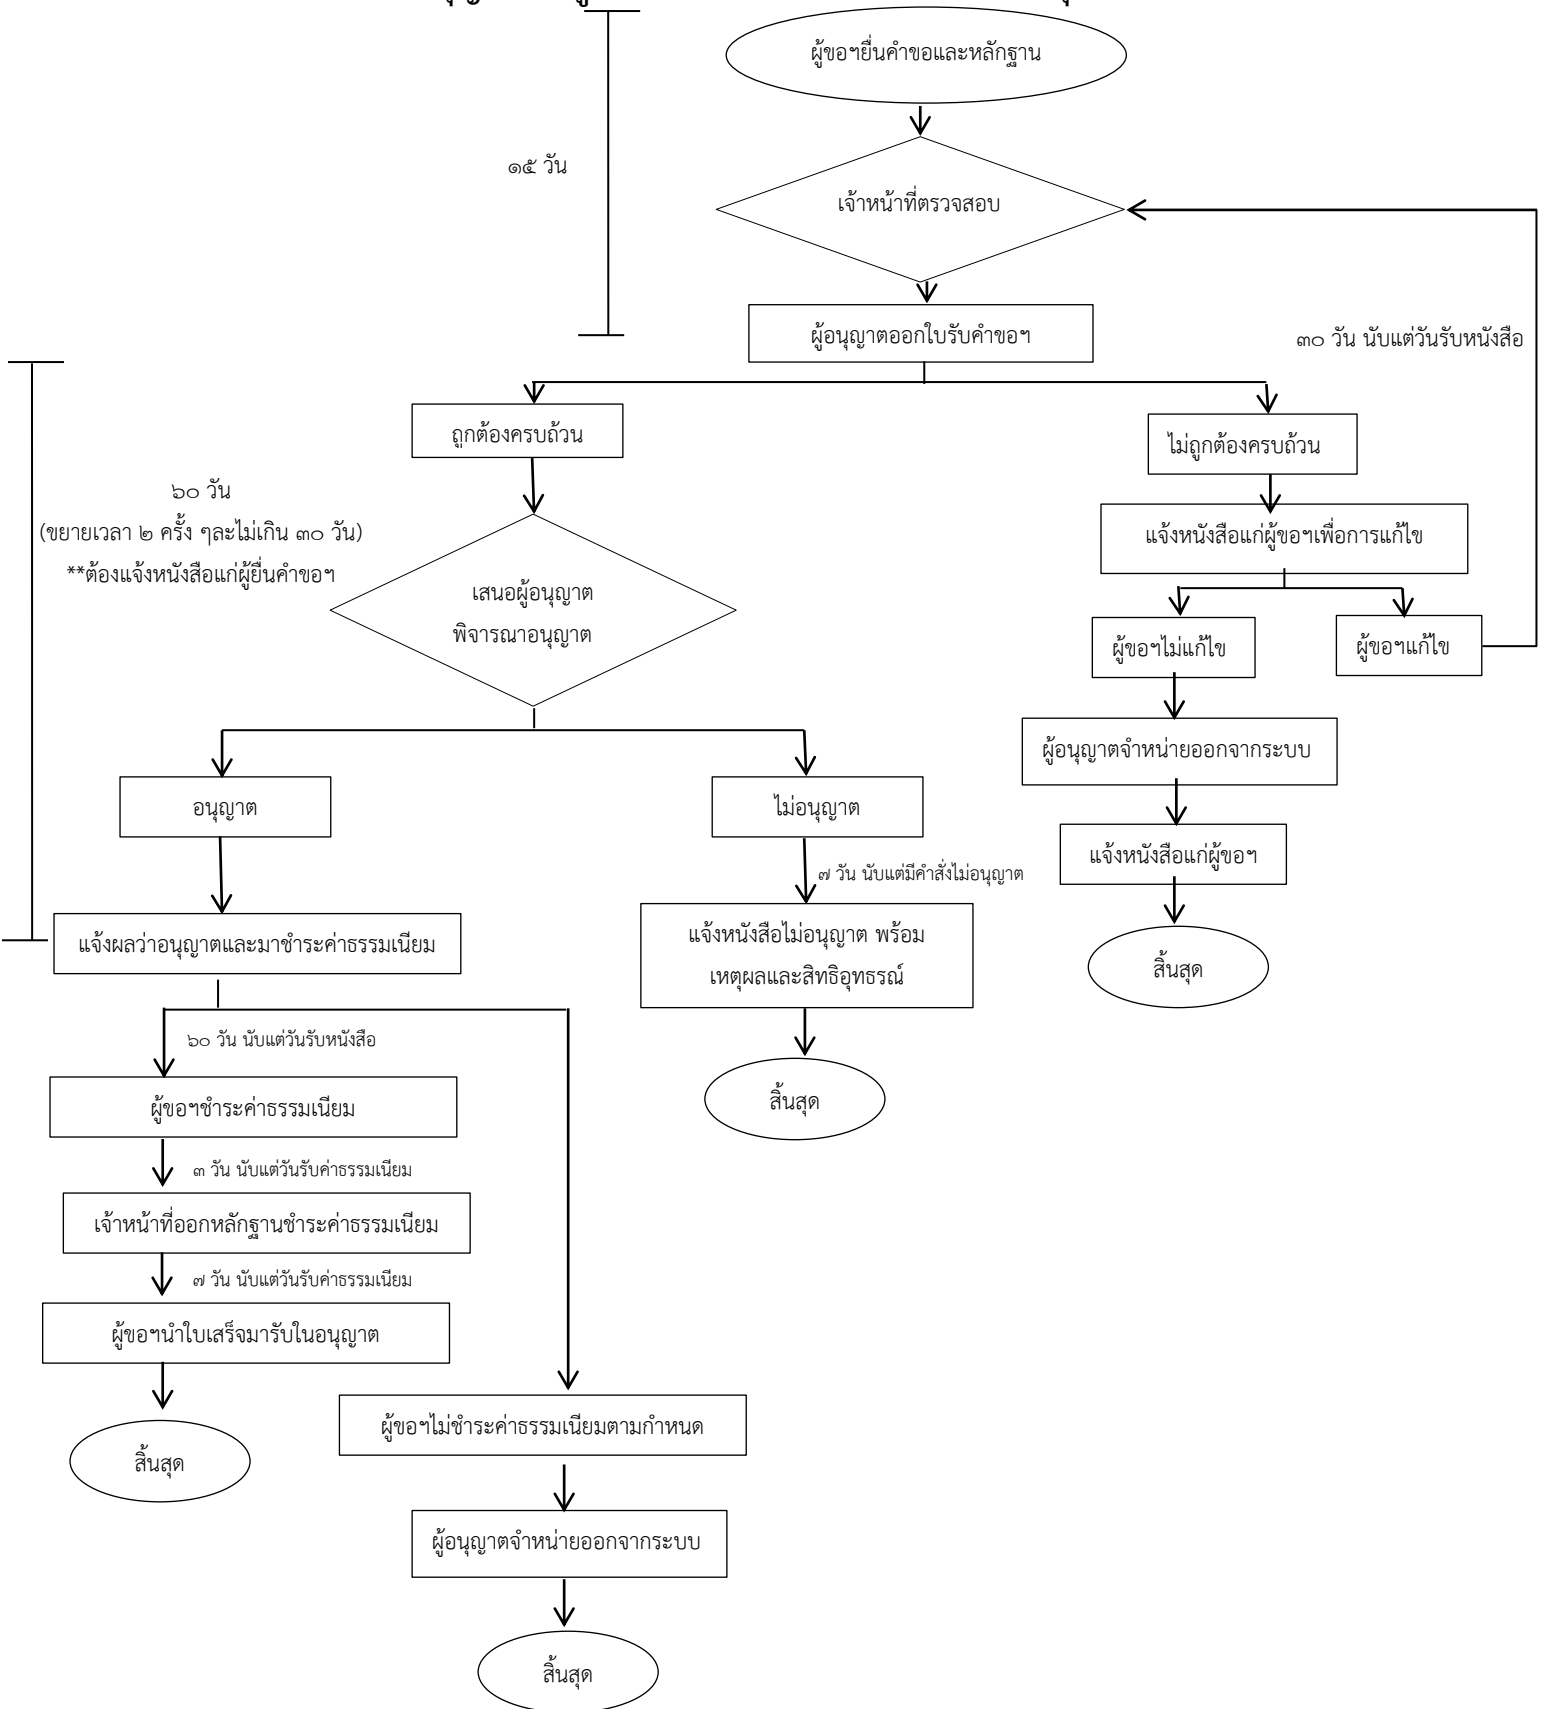 ผู้ขอฯยื่นคำขอและหลักฐาน
๑๕ วัน
เจ้าหน้าที่ตรวจสอบ
ผู้อนุญาตออกใบรับคำขอฯ
๓๐ วัน นับแต่วันรับหนังสือ
ถูกต้องครบถ้วน
ไม่ถูกต้องครบถ้วน
๖๐ วัน
(ขยายเวลา ๒ ครั้ง ๆละไม่เกิน ๓๐ วัน)
**ต้องแจ้งหนังสือแก่ผู้ยื่นคำขอฯ
แจ้งหนังสือแก่ผู้ขอฯเพื่อการแก้ไข
เสนอผู้อนุญาต
พิจารณาอนุญาต
ผู้ขอฯไม่แก้ไข
ผู้ขอฯแก้ไข
ผู้อนุญาตจำหน่ายออกจากระบบ
อนุญาต
ไม่อนุญาต
แจ้งหนังสือแก่ผู้ขอฯ
๗ วัน นับแต่มีคำสั่งไม่อนุญาต
แจ้งผลว่าอนุญาตและมาชำระค่าธรรมเนียม
แจ้งหนังสือไม่อนุญาต พร้อม
เหตุผลและสิทธิอุทธรณ์
สิ้นสุด
๖๐ วัน นับแต่วันรับหนังสือ
ผู้ขอฯชำระค่าธรรมเนียม
สิ้นสุด
๓ วัน นับแต่วันรับค่าธรรมเนียม
เจ้าหน้าที่ออกหลักฐานชำระค่าธรรมเนียม
๗ วัน นับแต่วันรับค่าธรรมเนียม
ผู้ขอฯนำใบเสร็จมารับในอนุญาต
ผู้ขอฯไม่ชำระค่าธรรมเนียมตามกำหนด
สิ้นสุด
ผู้อนุญาตจำหน่ายออกจากระบบ
สิ้นสุด